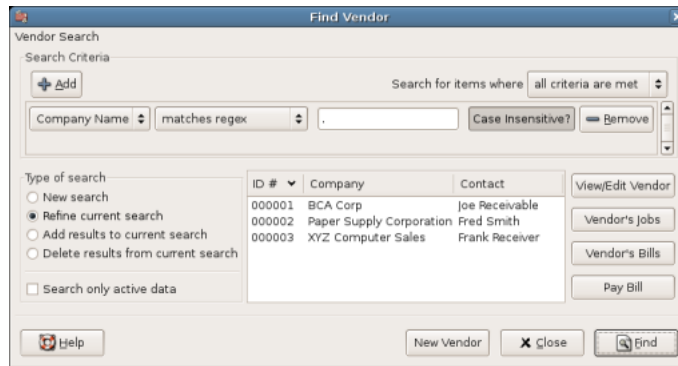 Find Vendor
Vendor Search
Search Criteria
Add
Search for items where all criteria are met
Company Name matches regex . Case Insensitive? Remove
Type of search
New search
Refine current search
Add results to current search
Delete results from current search
Search only active data
ID # Company Contact
000001 BCA Corp Joe Receivable
000002 Paper Supply Corporation Fred Smith
000003 XYZ Computer Sales Frank Receiver
View/Edit Vendor
Vendor's Jobs
Vendor's Bills
Pay Bill
Help
New Vendor
Close
Find